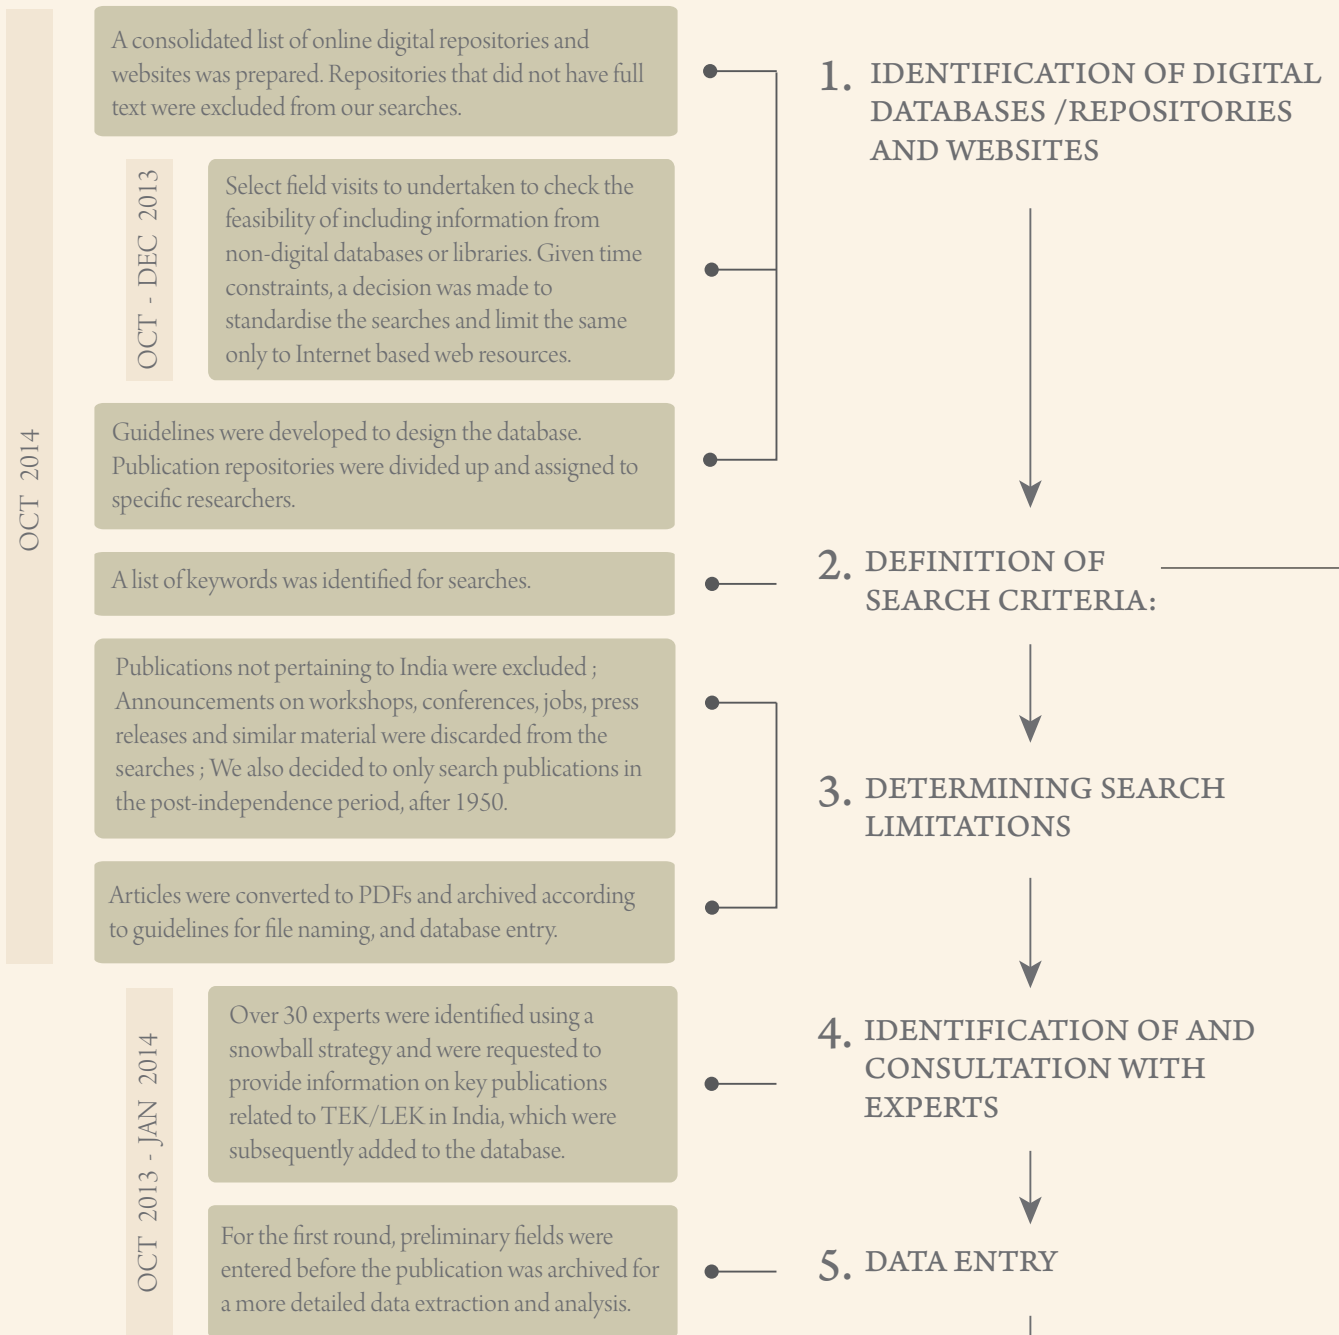 OCT 2014
A consolidated list of online digital repositories and
websites was prepared. Repositories that did not have full
text were excluded from our searches.
1. IDENTIFICATION OF DIGITAL
DATABASES /REPOSITORIES
AND WEBSITES
OCT - DEC 2013
Select field visits to undertaken to check the
feasibility of including information from
non-digital databases or libraries. Given time
constraints, a decision was made to
standardise the searches and limit the same
only to Internet based web resources.
Guidelines were developed to design the database.
Publication repositories were divided up and assigned to
specific researchers.
A list of keywords was identified for searches.
2. DEFINITION OF
SEARCH CRITERIA:
Publications not pertaining to India were excluded ;
Announcements on workshops, conferences, jobs, press
releases and similar material were discarded from the
searches ; We also decided to only search publications in
the post-independence period, after 1950.
3. DETERMINING SEARCH
LIMITATIONS
Articles were converted to PDFs and archived according
to guidelines for file naming, and database entry.
OCT 2013 - JAN 2014
Over 30 experts were identified using a
snowball strategy and were requested to
provide information on key publications
related to TEK/LEK in India, which were
subsequently added to the database.
4. IDENTIFICATION OF AND
CONSULTATION WITH
EXPERTS
For the first round, preliminary fields were
entered before the publication was archived for
a more detailed data extraction and analysis.
5. DATA ENTRY